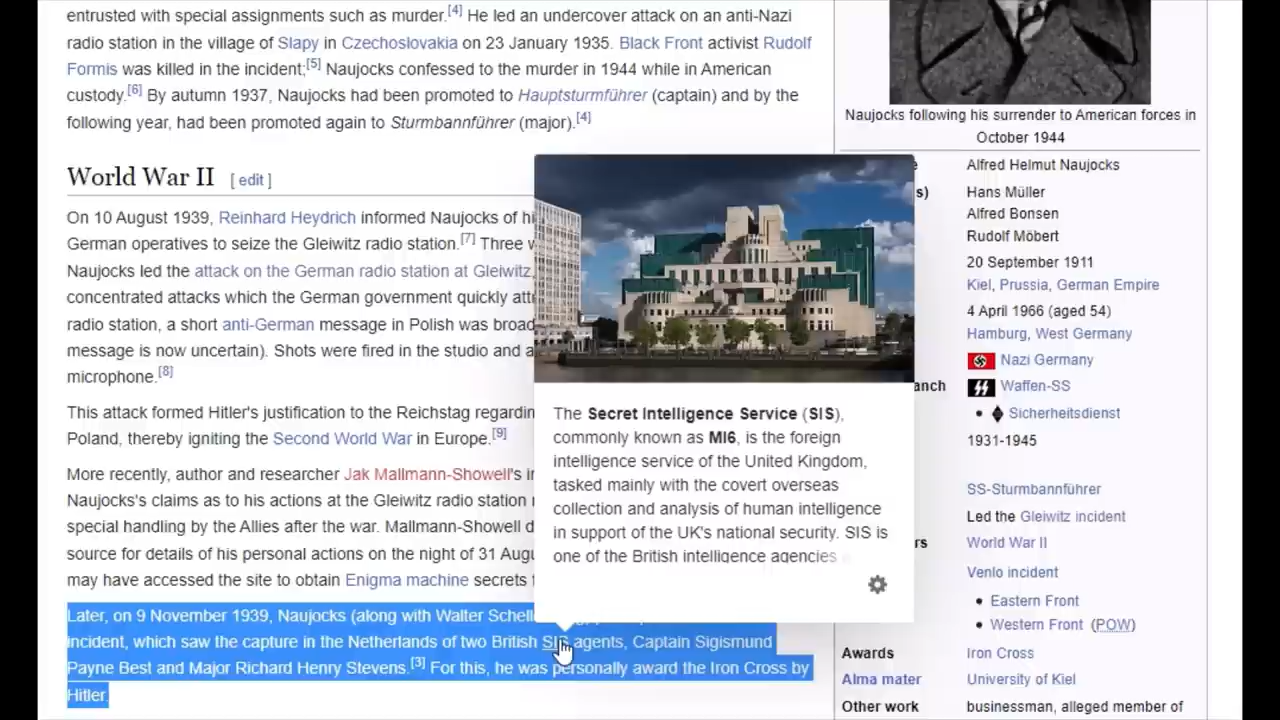 entrusted with special assignments such as murder.[4] He led an undercover attack on an anti-Nazi
radio station in the village of Slapy in Czechoslovakia on 23 January 1935. Black Front activist Rudolf
Formis was killed in the incident;[5] Naujocks confessed to the murder in 1944 while in American
custody.[6] By autumn 1937, Naujocks had been promoted to Hauptsturmführer (captain) and by the
following year, had been promoted again to Sturmbannführer (major).[4]
World War II [ edit ]
On 10 August 1939, Reinhard Heydrich informed Naujocks of
German operatives to seize the Gleiwitz radio station.[7] Three
Naujocks led the attack on the German radio station at Gleiwitz.
concentrated attacks which the German government quickly
radio station, a short anti-German message in Polish was
message is now uncertain). Shots were fired in the studio and
microphone.[8]
This attack formed Hitler's justification to the Reichstag
Poland, thereby igniting the Second World War in Europe.[9]
More recently, author and researcher Jak Mallmann-Showell's
Naujocks's claims as to his actions at the Gleiwitz radio station
special handling by the Allies after the war. Mallmann-Showell
source for details of his personal actions on the night of 31
may have accessed the site to obtain Enigma machine secrets
Later, on 9 November 1939, Naujocks (along with Walter
incident, which saw the capture in the Netherlands of two British SIS agents, Captain Sigismund
Payne Best and Major Richard Henry Stevens.[3] For this, he was personally award the Iron Cross by
Hitler.
The Secret Intelligence Service (SIS),
commonly known as MI6, is the foreign
intelligence service of the United Kingdom,
tasked mainly with the covert overseas
collection and analysis of human intelligence
in support of the UK's national security. SIS is
one of the British intelligence agencies
Naujocks following his surrender to American forces in
October 1944
Alfred Helmut Naujocks
Hans Müller
Alfred Bonsen
Rudolf Möbert
20 September 1911
Kiel, Prussia, German Empire
4 April 1966 (aged 54)
Hamburg, West Germany
Nazi Germany
Waffen-SS
Sicherheitsdienst
1931-1945
SS-Sturmbannführer
Led the Gleiwitz incident
World War II
Venlo incident
Eastern Front
Western Front (POW)
Awards Iron Cross
Alma mater University of Kiel
Other work businessman, alleged member of